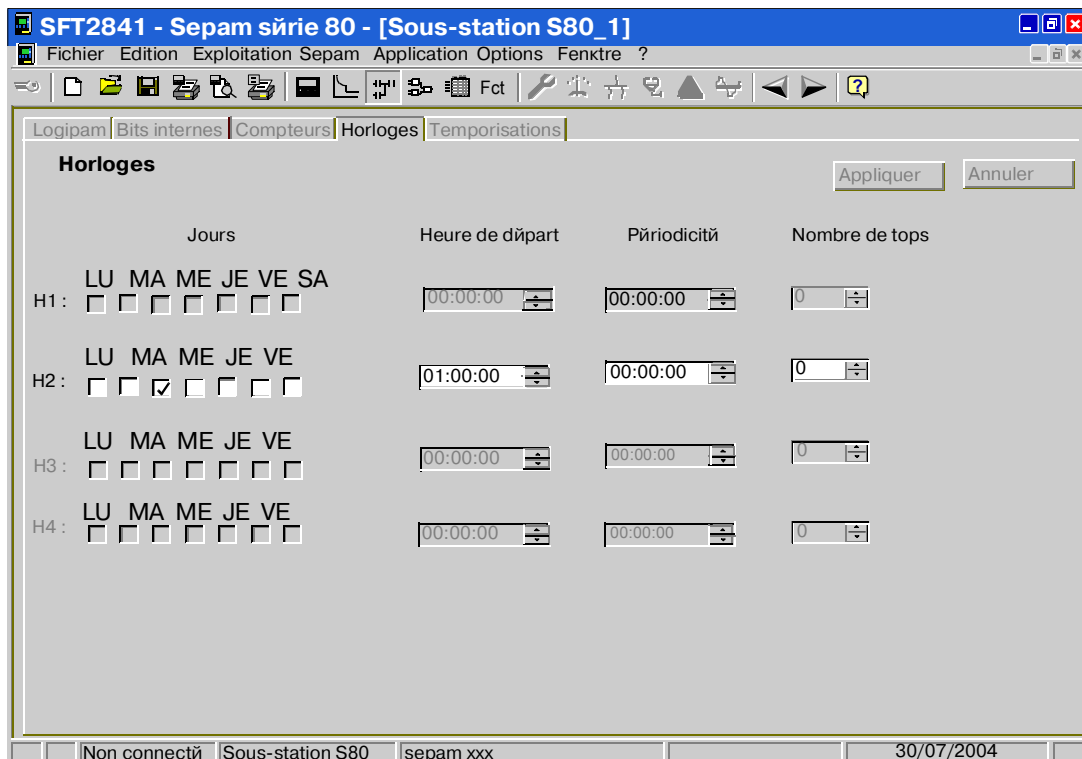 SFT2841 - Sepam sйrie 80 - [Sous-station S80_1]
Fichier Edition Exploitation Sepam Application Options Fenкtre ?
Fct
Logipam Bits internes Compteurs Horloges Temporisations
Horloges
Appliquer Annuler
Jours Heure de dйpart Pйriodicitй Nombre de tops
LU MA ME JE VE SA
H1 : 00:00:00 00:00:00 0
LU MA ME JE VE
H2 : 01:00:00 00:00:00 0
LU MA ME JE VE
H3 : 00:00:00 00:00:00 0
LU MA ME JE VE
H4 : 00:00:00 00:00:00 0
Non connectй Sous-station S80 sepam xxx 30/07/2004